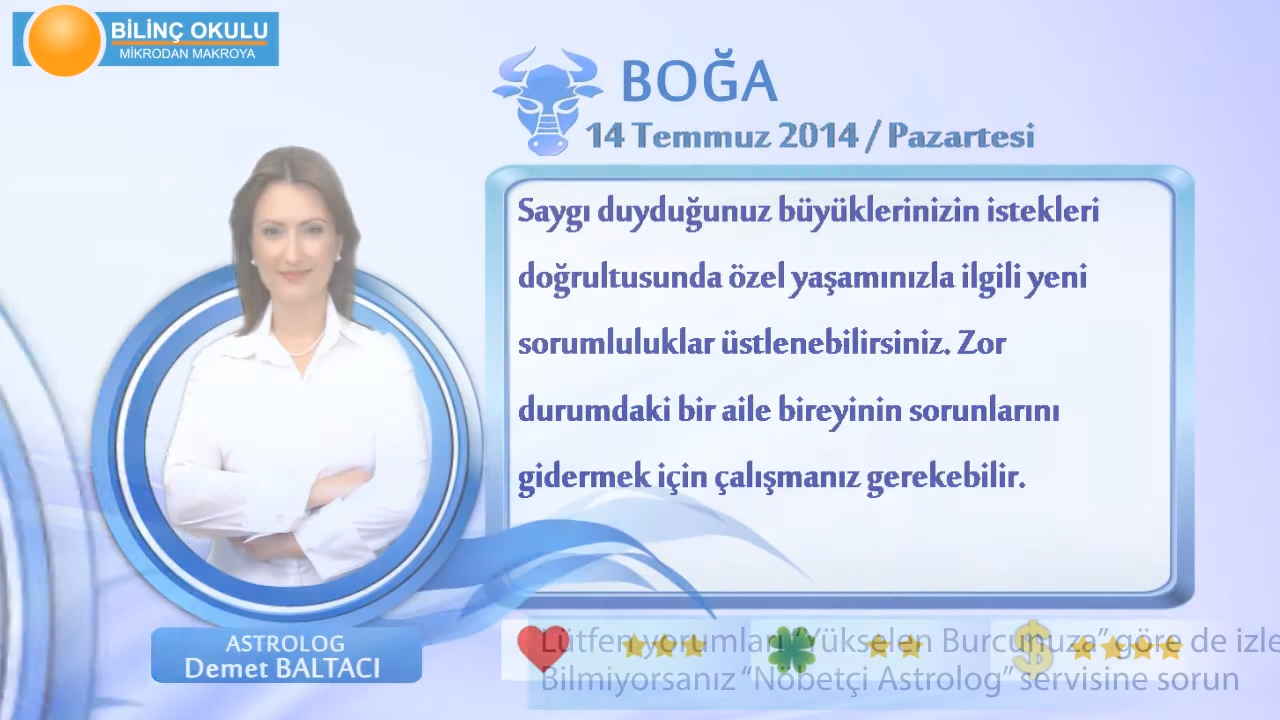 BİLİNÇ OKULU
MİKRODAN MAKROYA
BOĞA
14 Temmuz 2014 / Pazartesi
Saygı duyduğunuz büyüklerinizin istekleri
doğrultusunda özel yaşamınızla ilgili yeni
sorumluluklar üstlenebilirsiniz. Zor
durumdaki bir aile bireyinin sorunlarını
gidermek için çalışmanız gerekebilir.
ASTROLOG
Demet BALTACI
Lütfen yorumları "Yükselen Burcunuza" göre de izle
Bilmiyorsanız "Nöbetçi Astrolog" servisine sorun